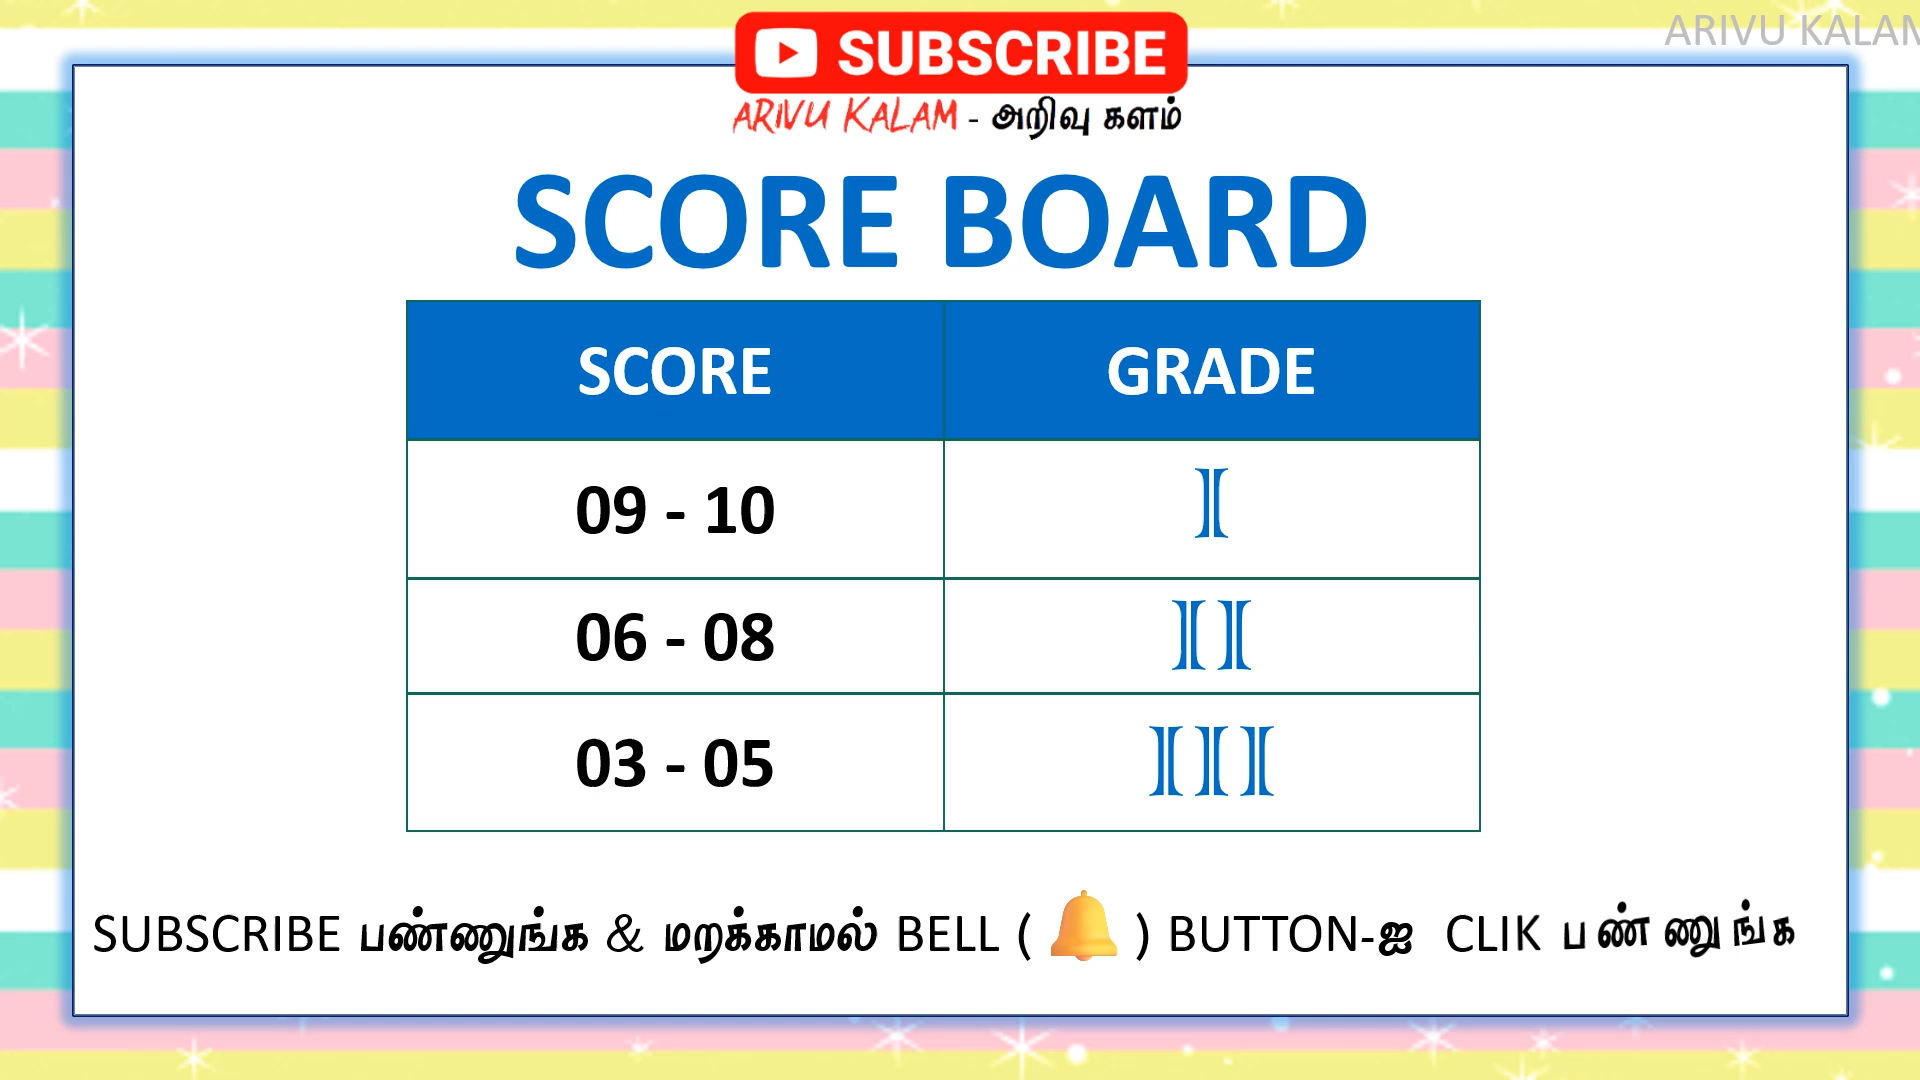 ARIVU KALAM
SUBSCRIBE
ARIVU KALAM - அறிவு களம்
SCORE BOARD
SCORE GRADE
09 - 10 I
06 - 08 II
03 - 05 III
SUBSCRIBE பண்ணுங்க & மறக்காமல் BELL ( 🔔 ) BUTTON-ஐ CLIK பண்ணுங்க